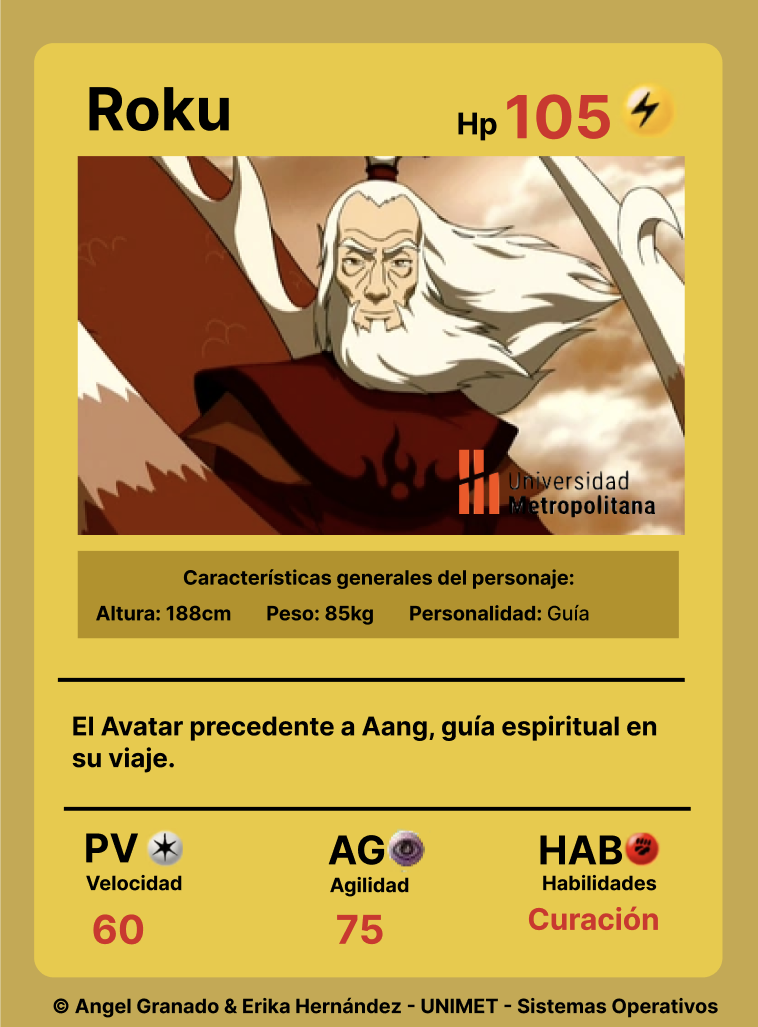 Roku
Hp 105
Universidad
Metropolitana
Características generales del personaje:
Altura: 188cm Peso: 85kg Personalidad: Guía
El Avatar precedente a Aang, guía espiritual en
su viaje.
PV AG HAB
Velocidad Agilidad Habilidades
60 75 Curación
© Angel Granado & Erika Hernández - UNIMET - Sistemas Operativos